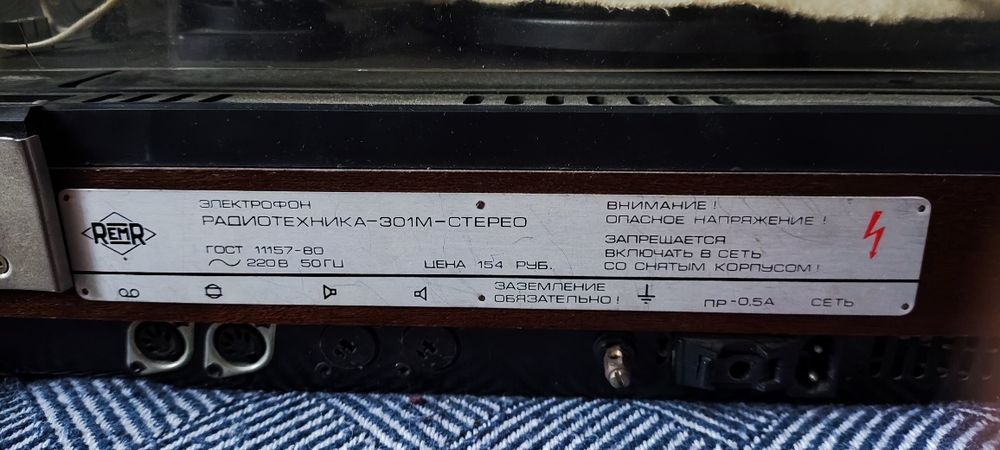 REMR
ЭЛЕКТРОФОН
РАДИОТЕХНИКА-301М-СТЕРЕО
ГОСТ 11157-80
~ 220В 50ГЦ
ЦЕНА 154 РУБ.
ВНИМАНИЕ!
ОПАСНОЕ НАПРЯЖЕНИЕ!
ЗАПРЕЩАЕТСЯ
ВКЛЮЧАТЬ В СЕТЬ
СО СНЯТЫМ КОРПУСОМ!
ЗАЗЕМЛЕНИЕ
ОБЯЗАТЕЛЬНО!
ПР-0.5А
СЕТЬ